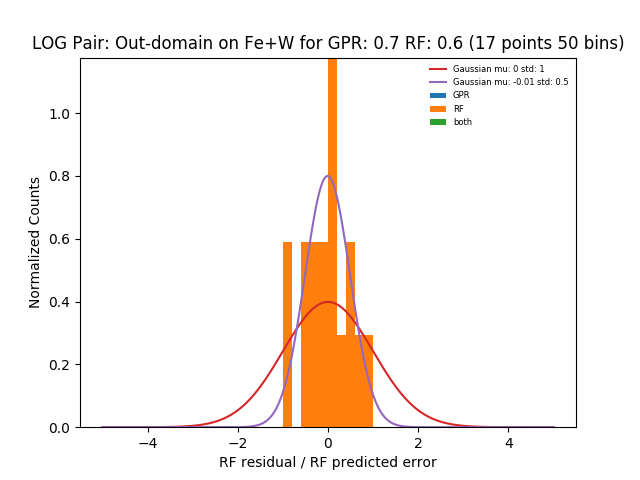 LOG Pair: Out-domain on Fe+W for GPR: 0.7 RF: 0.6 (17 points 50 bins)
Gaussian mu: 0 std: 1
Gaussian mu: -0.01 std: 0.5
GPR
RF
both
Normalized Counts
1.0
0.8
0.6
0.4
0.2
0.0
−4
−2
0
2
4
RF residual / RF predicted error